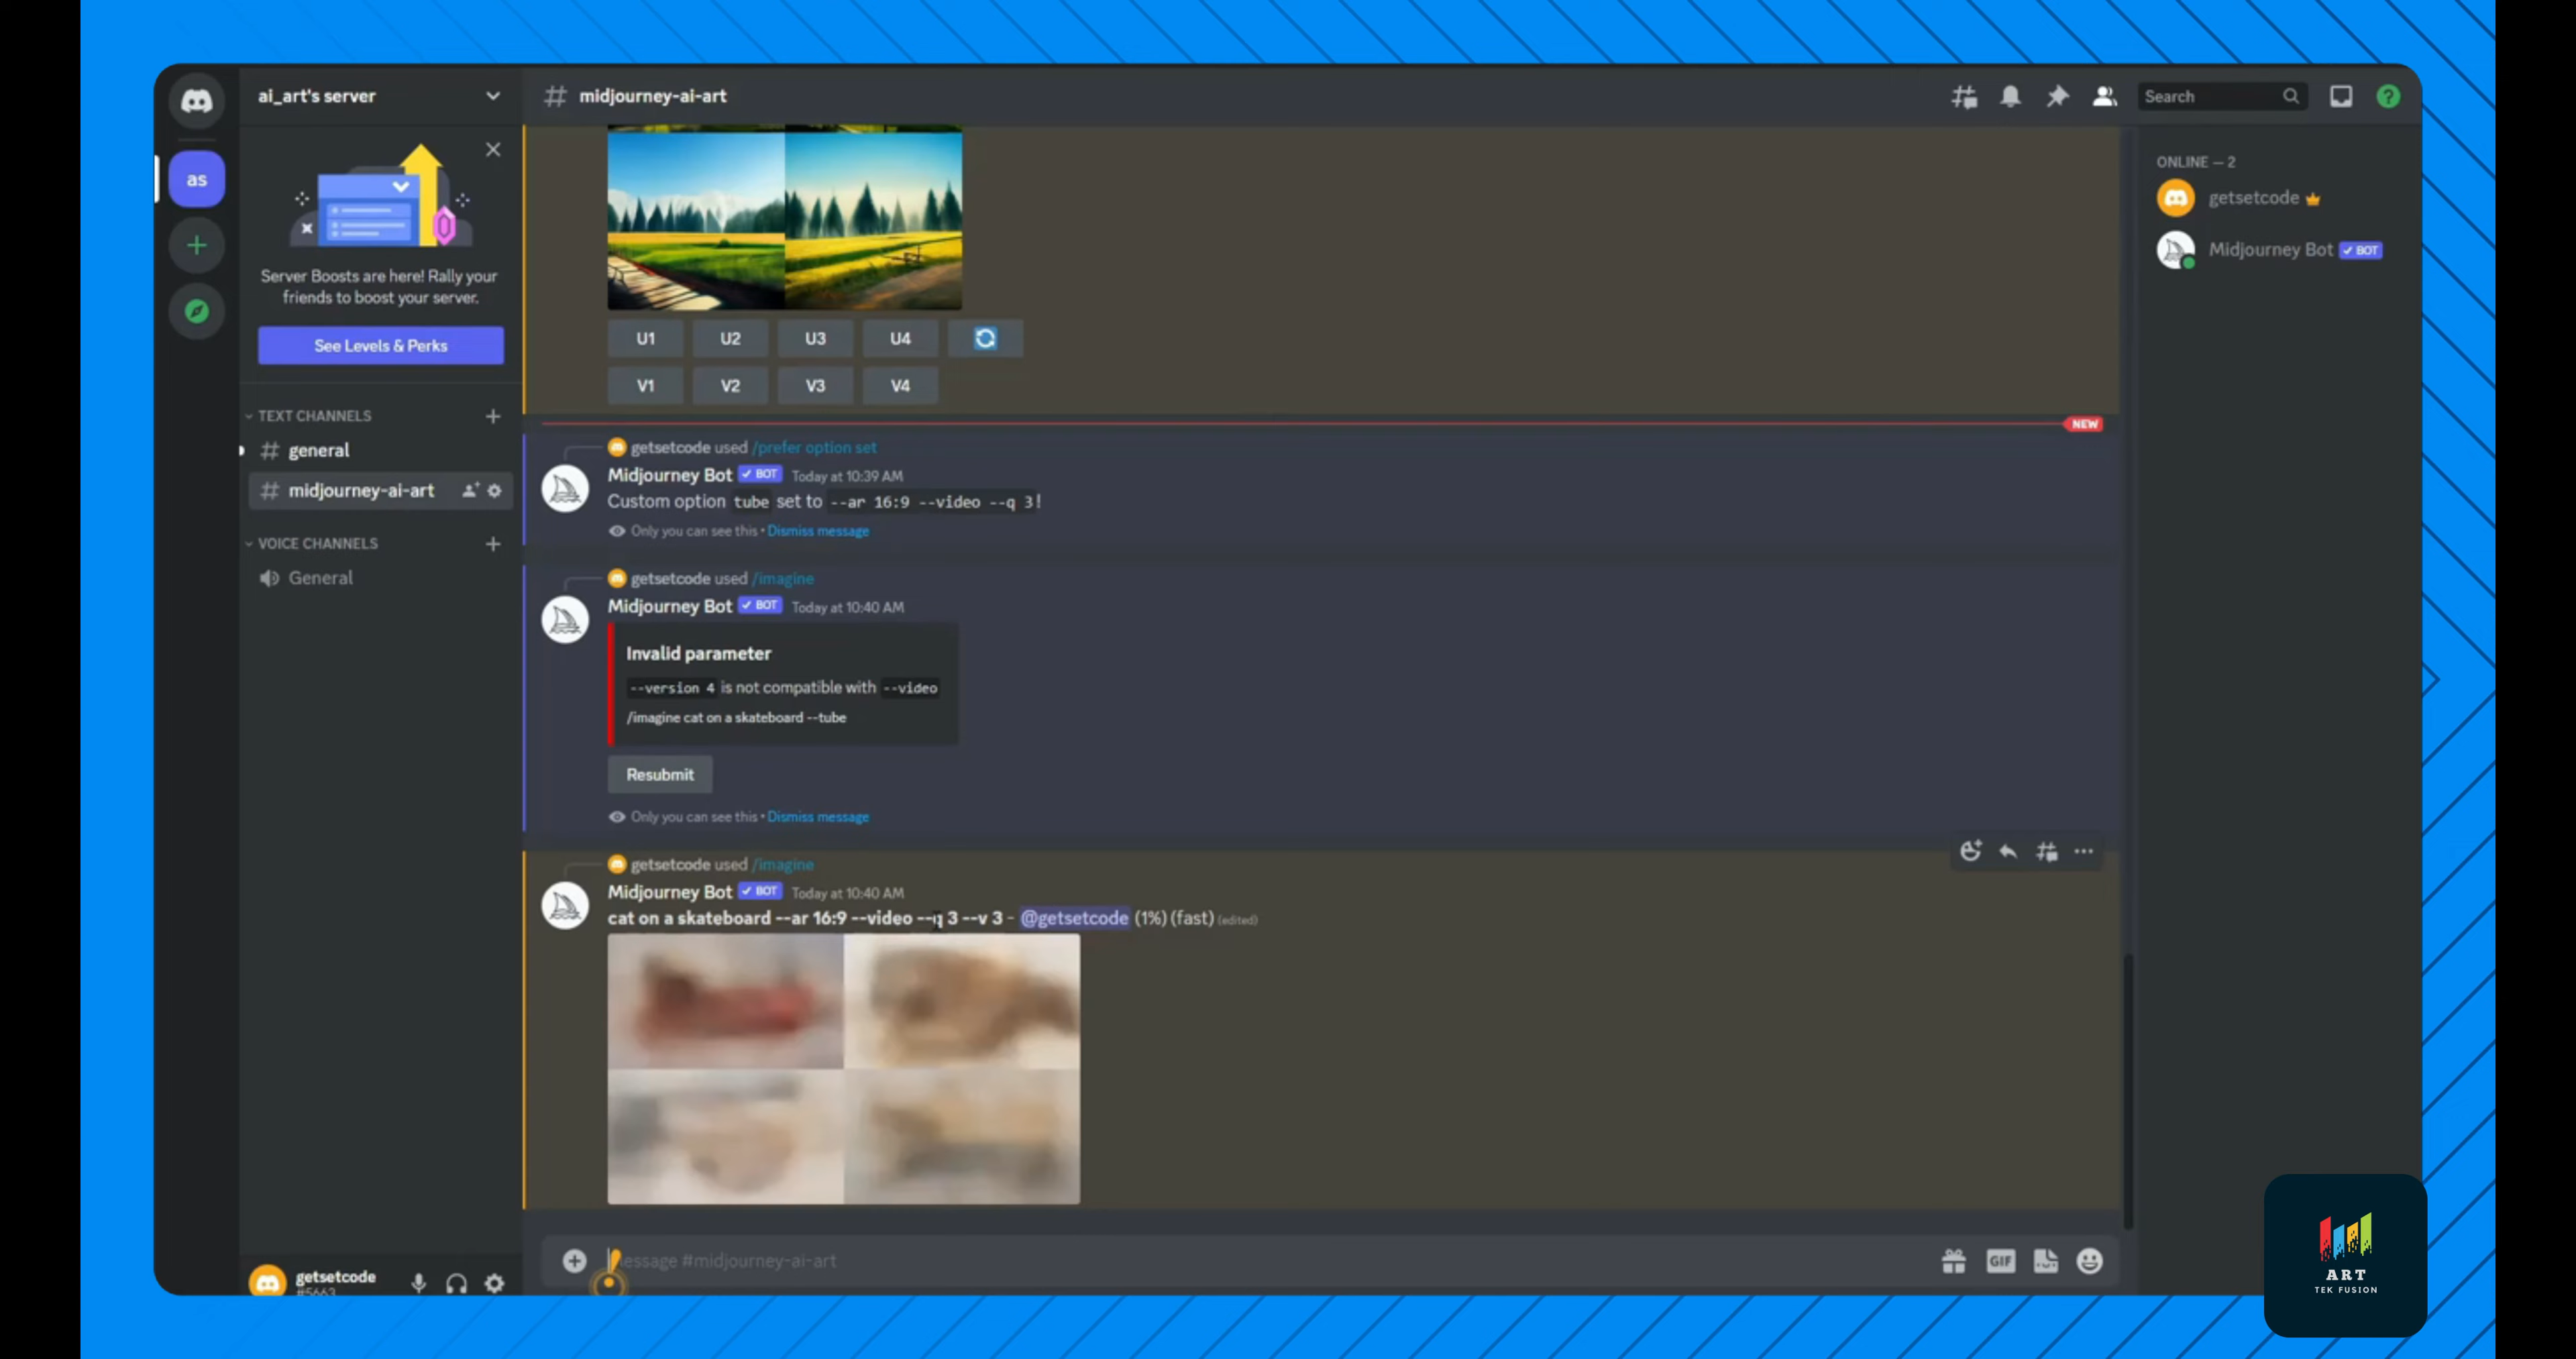 ai_art's server
# midjourney-ai-art
Search
as
Server Boosts are here! Rally your
friends to boost your server.
See Levels & Perks
TEXT CHANNELS
# general
# midjourney-ai-art
VOICE CHANNELS
General
getsetcode
#5663
U1 U2 U3 U4
V1 V2 V3 V4
NEW
getsetcode used /prefer option set
Midjourney Bot ✓ BOT Today at 10:39 AM
Custom option tube set to --ar 16:9 --video --q 3!
Only you can see this • Dismiss message
getsetcode used /imagine
Midjourney Bot ✓ BOT Today at 10:40 AM
Invalid parameter
--version 4 is not compatible with --video
/imagine cat on a skateboard --tube
Resubmit
Only you can see this • Dismiss message
getsetcode used /imagine
Midjourney Bot ✓ BOT Today at 10:40 AM
cat on a skateboard --ar 16:9 --video --q 3 --v 3 - @getsetcode (1%) (fast) (edited)
Message #midjourney-ai-art
GIF
ONLINE — 2
getsetcode
Midjourney Bot ✓ BOT
ART
TEK FUSION